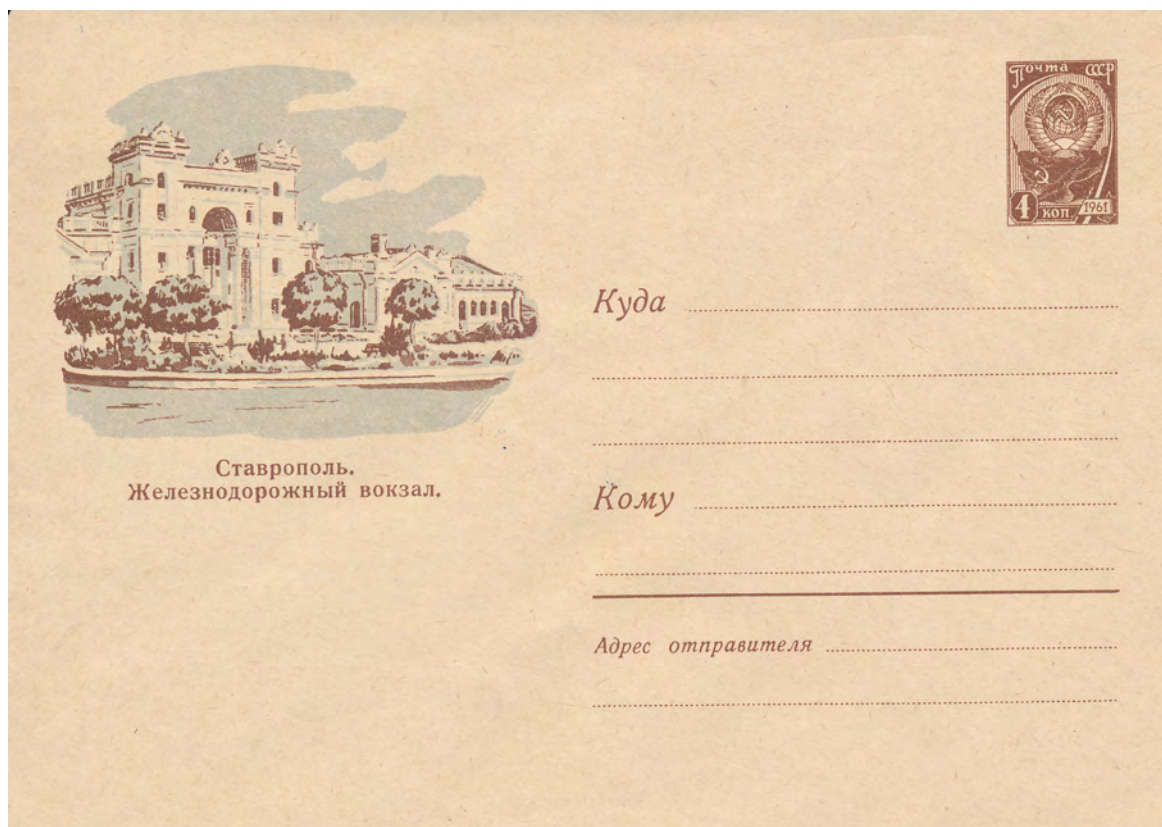 Почта СССР
4 коп. 1961
Ставрополь.
Железнодорожный вокзал.
Куда
Кому
Адрес отправителя